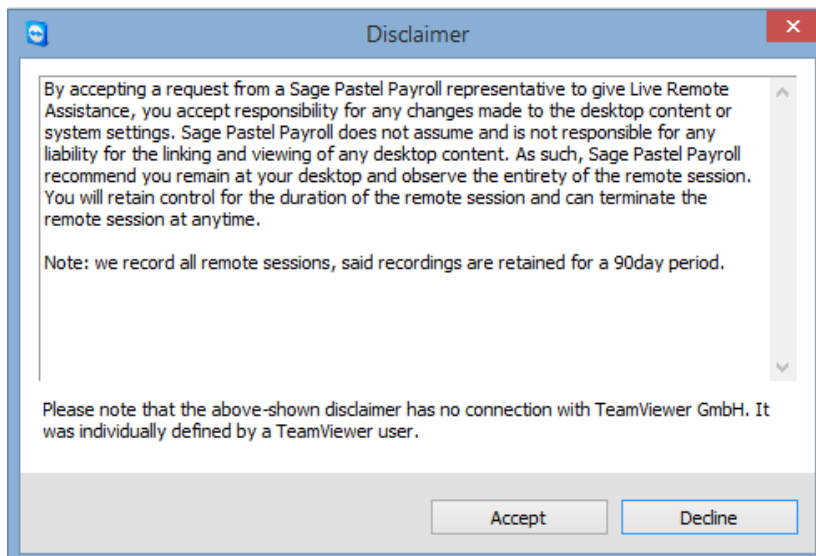 Disclaimer
By accepting a request from a Sage Pastel Payroll representative to give Live Remote
Assistance, you accept responsibility for any changes made to the desktop content or
system settings. Sage Pastel Payroll does not assume and is not responsible for any
liability for the linking and viewing of any desktop content. As such, Sage Pastel Payroll
recommend you remain at your desktop and observe the entirety of the remote session.
You will retain control for the duration of the remote session and can terminate the
remote session at anytime.
Note: we record all remote sessions, said recordings are retained for a 90day period.
Please note that the above-shown disclaimer has no connection with TeamViewer GmbH. It
was individually defined by a TeamViewer user.
Accept
Decline